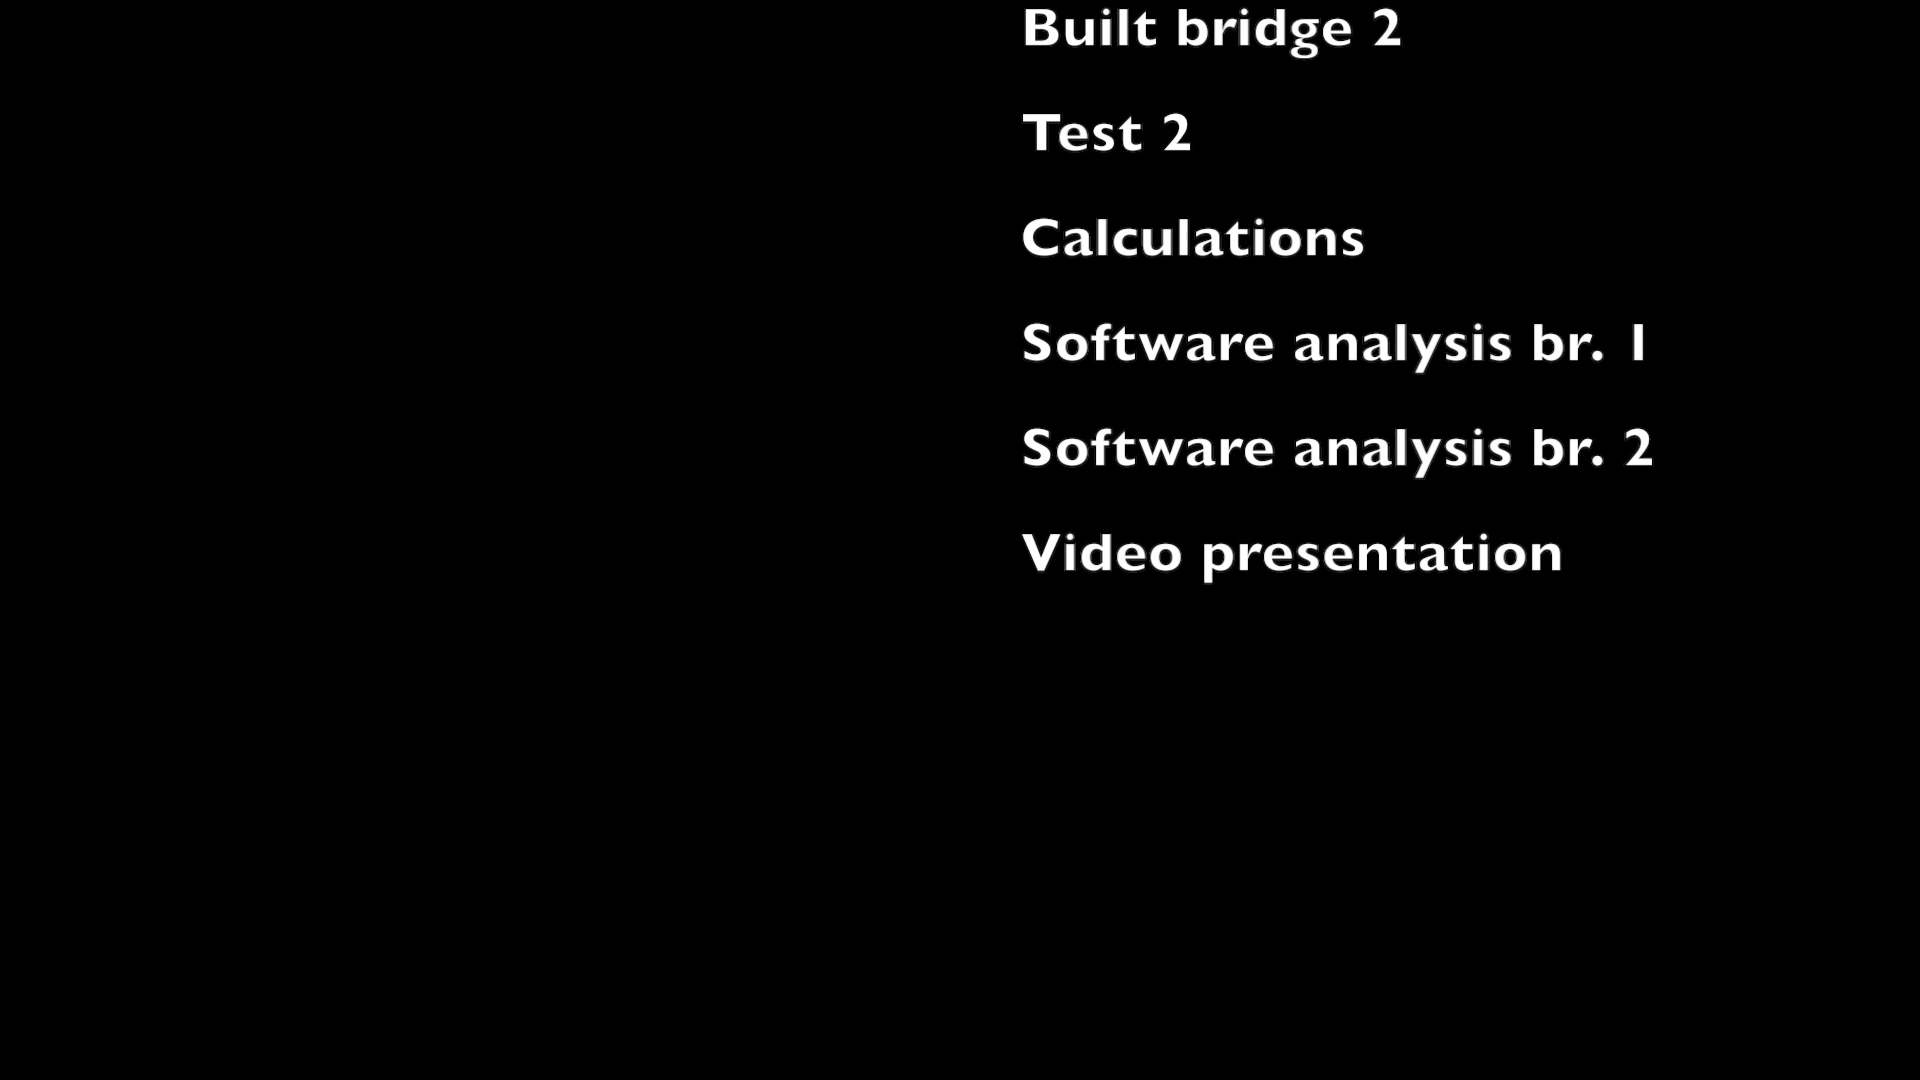 Built bridge 2
Test 2
Calculations
Software analysis br. 1
Software analysis br. 2
Video presentation